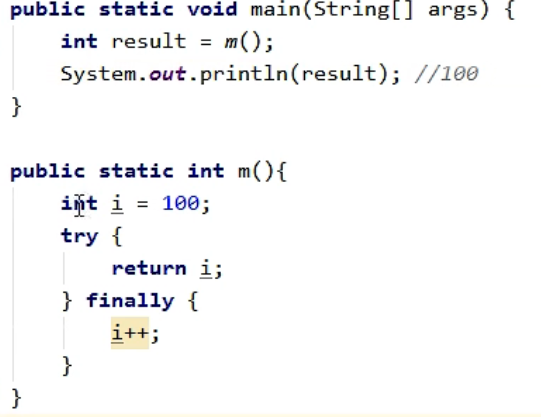 public static void main(String[] args) {
    int result = m();
    System.out.println(result); //100
}
public static int m(){
    int i = 100;
    try {
        return i;
    } finally {
        i++;
    }
}